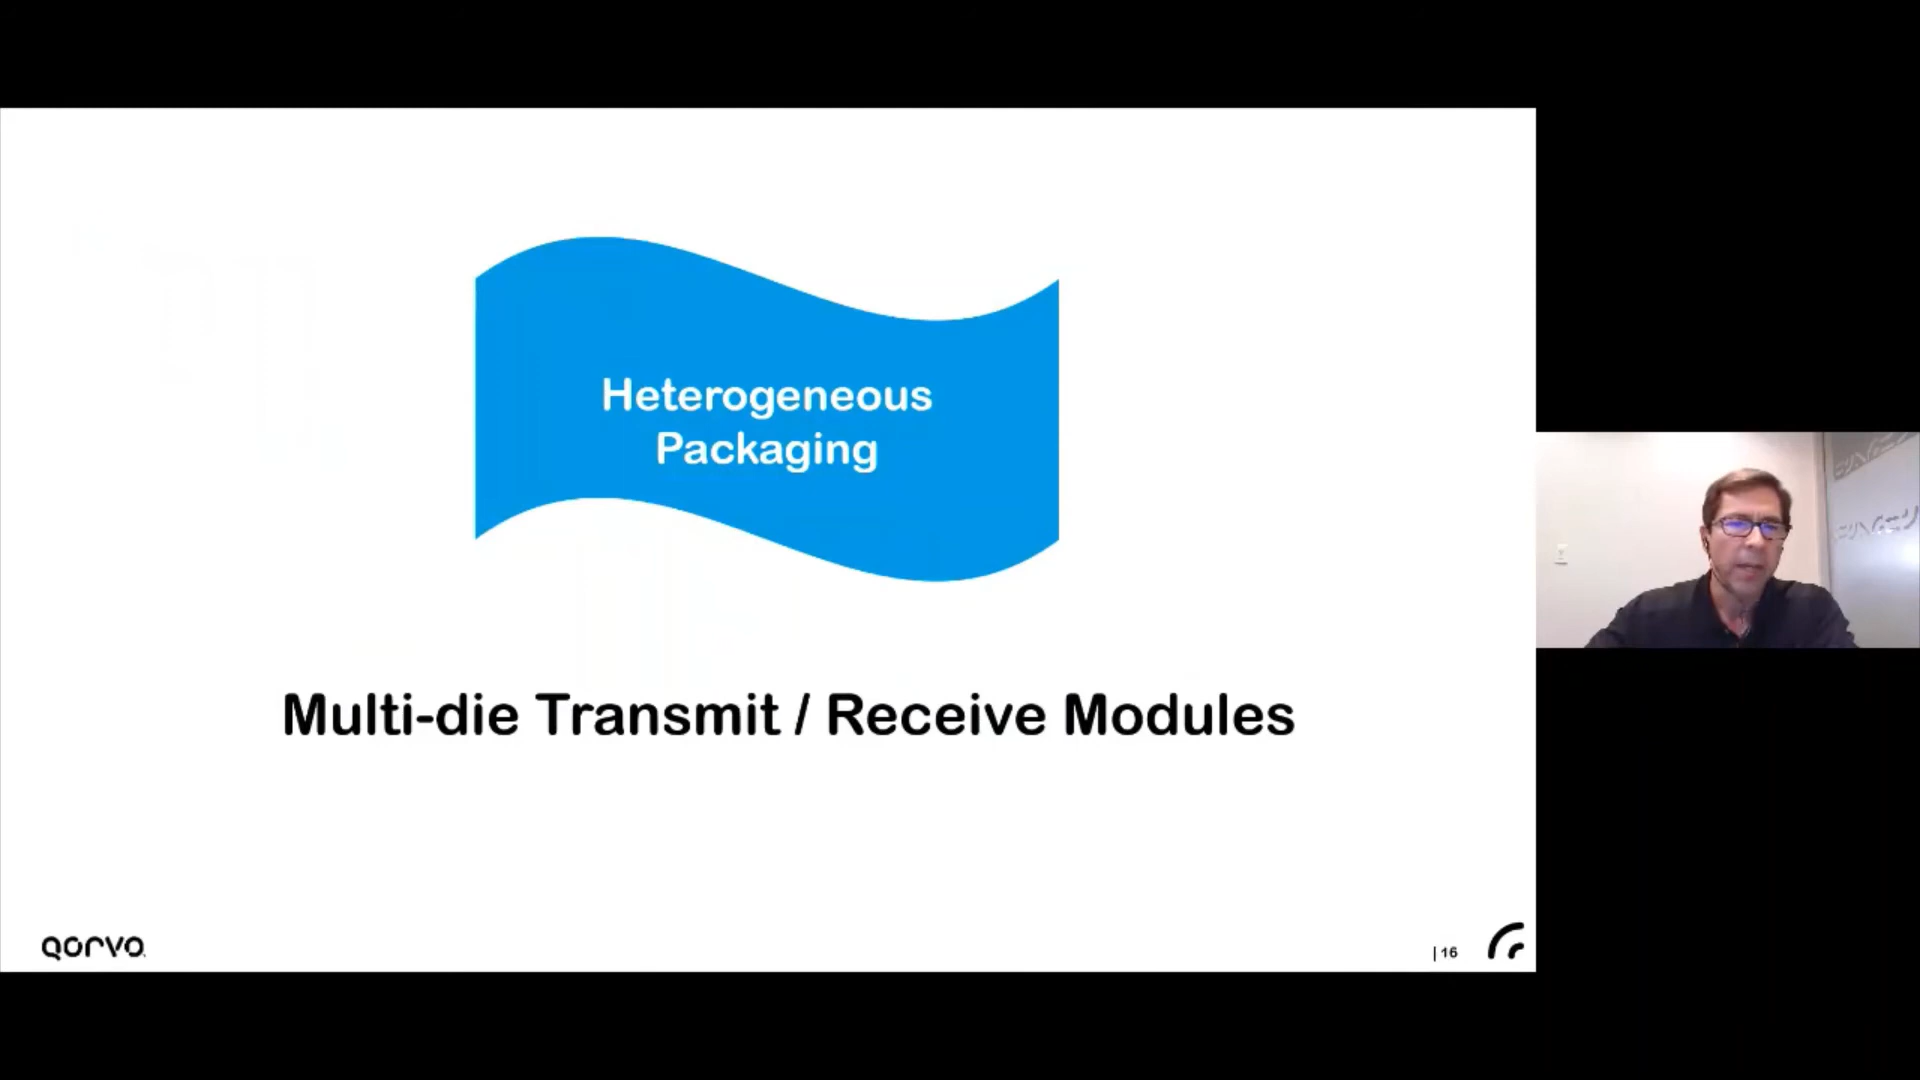 Heterogeneous
Packaging
Multi-die Transmit / Receive Modules
QORVO
| 16